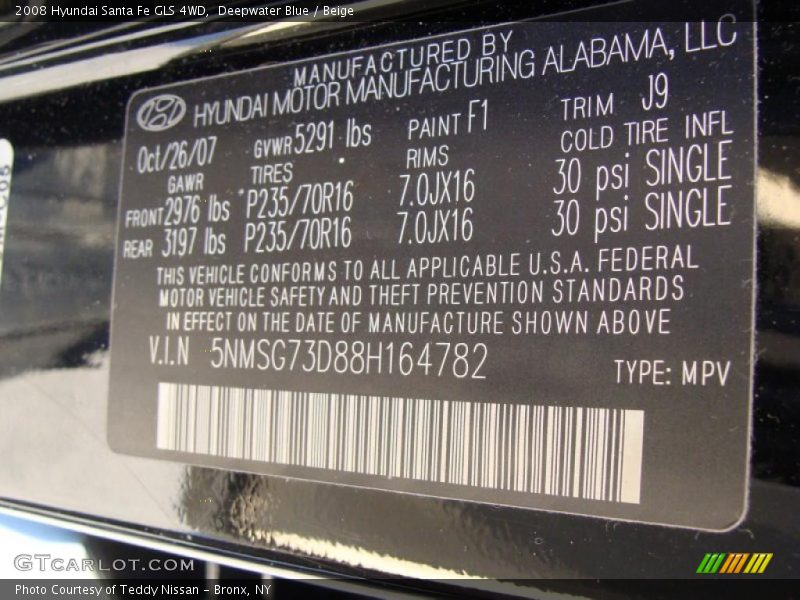 2008 Hyundai Santa Fe GLS 4WD,  Deepwater Blue / Beige
MANUFACTURED BY
HYUNDAI MOTOR MANUFACTURING ALABAMA, LLC
Oct/26/07 GVWR 5291 lbs PAINT F1 TRIM J9
GAWR TIRES RIMS COLD TIRE INFL
FRONT 2976 lbs P235/70R16 7.0JX16 30 psi SINGLE
REAR 3197 lbs P235/70R16 7.0JX16 30 psi SINGLE
THIS VEHICLE CONFORMS TO ALL APPLICABLE U.S.A. FEDERAL
MOTOR VEHICLE SAFETY AND THEFT PREVENTION STANDARDS
IN EFFECT ON THE DATE OF MANUFACTURE SHOWN ABOVE
V.I.N 5NMSG73D88H164782 TYPE: MPV
GTCARLOT.COM
Photo Courtesy of Teddy Nissan - Bronx, NY